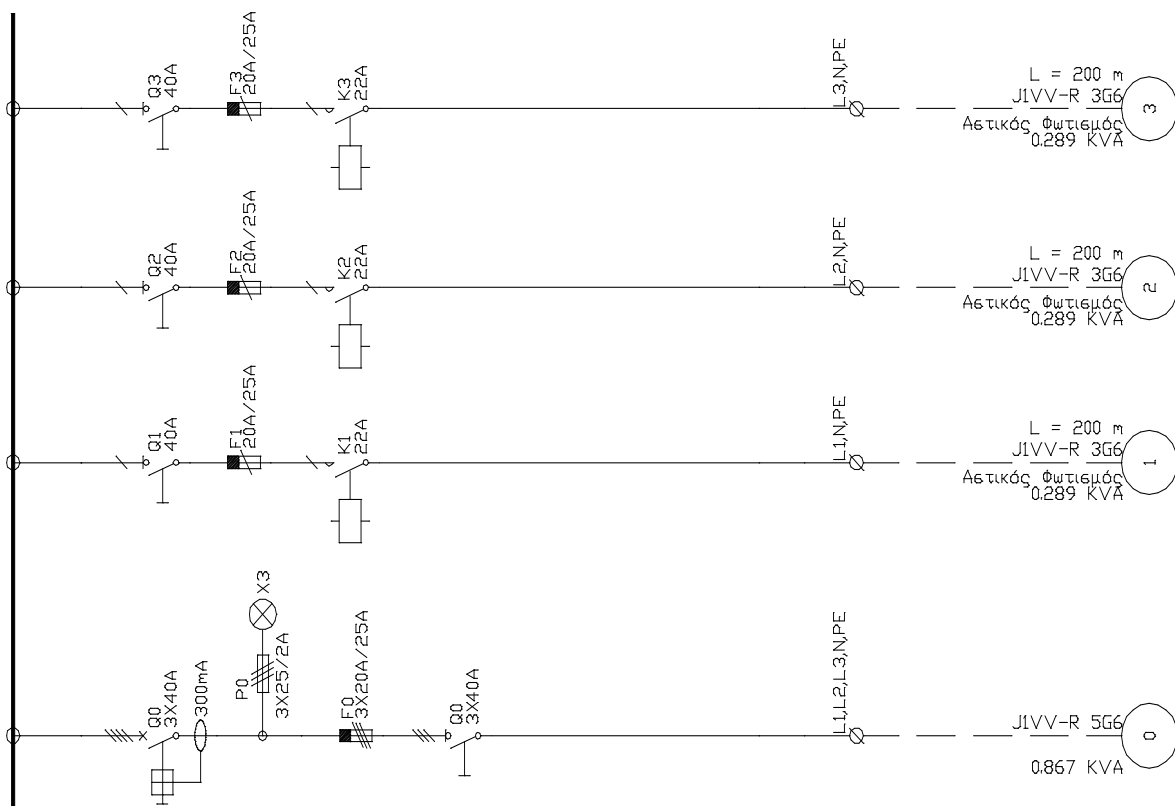 Q3
40A
F3
20A/25A
K3
22A
L3,N,PE
L = 200 m
J1VV-R 3G6
Αστικός Φωτισμός
0.289 KVA
3
Q2
40A
F2
20A/25A
K2
22A
L2,N,PE
L = 200 m
J1VV-R 3G6
Αστικός Φωτισμός
0.289 KVA
2
Q1
40A
F1
20A/25A
K1
22A
L1,N,PE
L = 200 m
J1VV-R 3G6
Αστικός Φωτισμός
0.289 KVA
1
Q0
3X40A
300mA
P0
3X25/2A
X3
F0
3X20A/25A
Q0
3X40A
L1,L2,L3,N,PE
J1VV-R 5G6
0.867 KVA
0